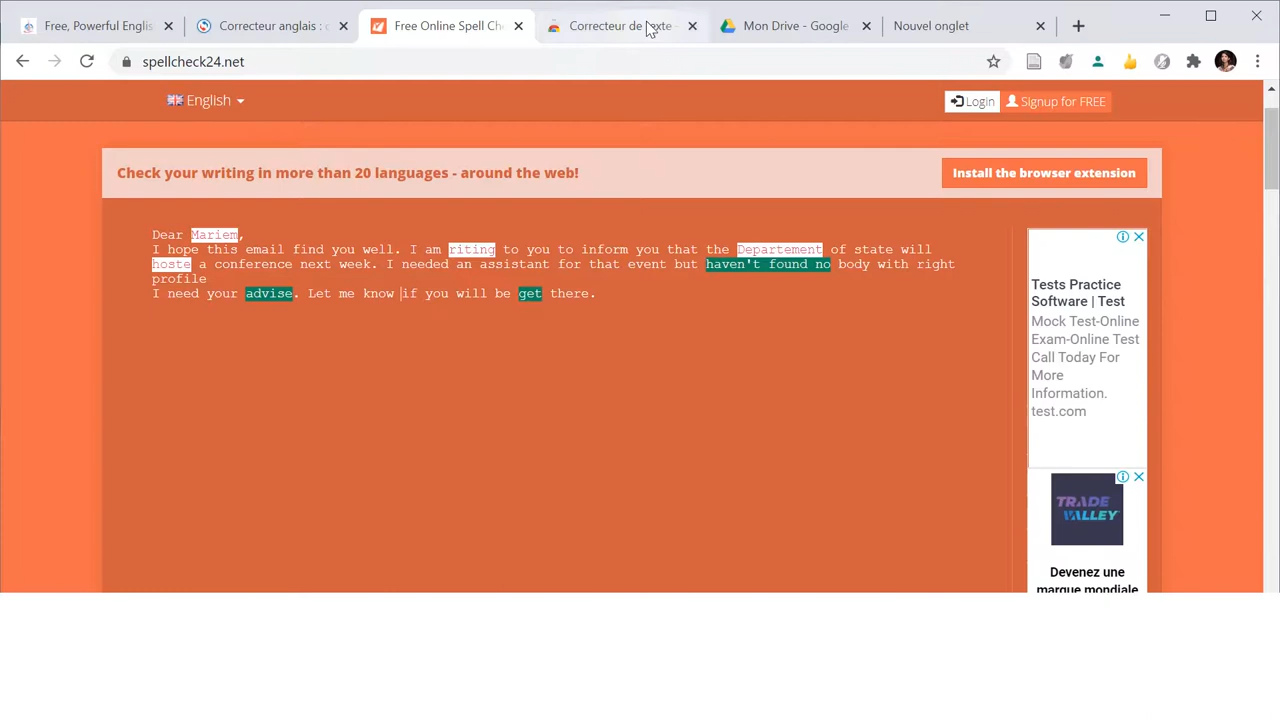 Free, Powerful Englis
Correcteur anglais : c
Free Online Spell Ch
Correcteur de texte -
Mon Drive - Google
Nouvel onglet
spellcheck24.net
English
Login
Signup for FREE
Check your writing in more than 20 languages - around the web!
Install the browser extension
Dear Mariem,
I hope this email find you well. I am riting to you to inform you that the Departement of state will
hoste a conference next week. I needed an assistant for that event but haven't found no body with right
profile
I need your advise. Let me know if you will be get there.
Tests Practice
Software | Test
Mock Test-Online
Exam-Online Test
Call Today For
More
Information.
test.com
TRADE
VALLEY
Devenez une
marque mondiale